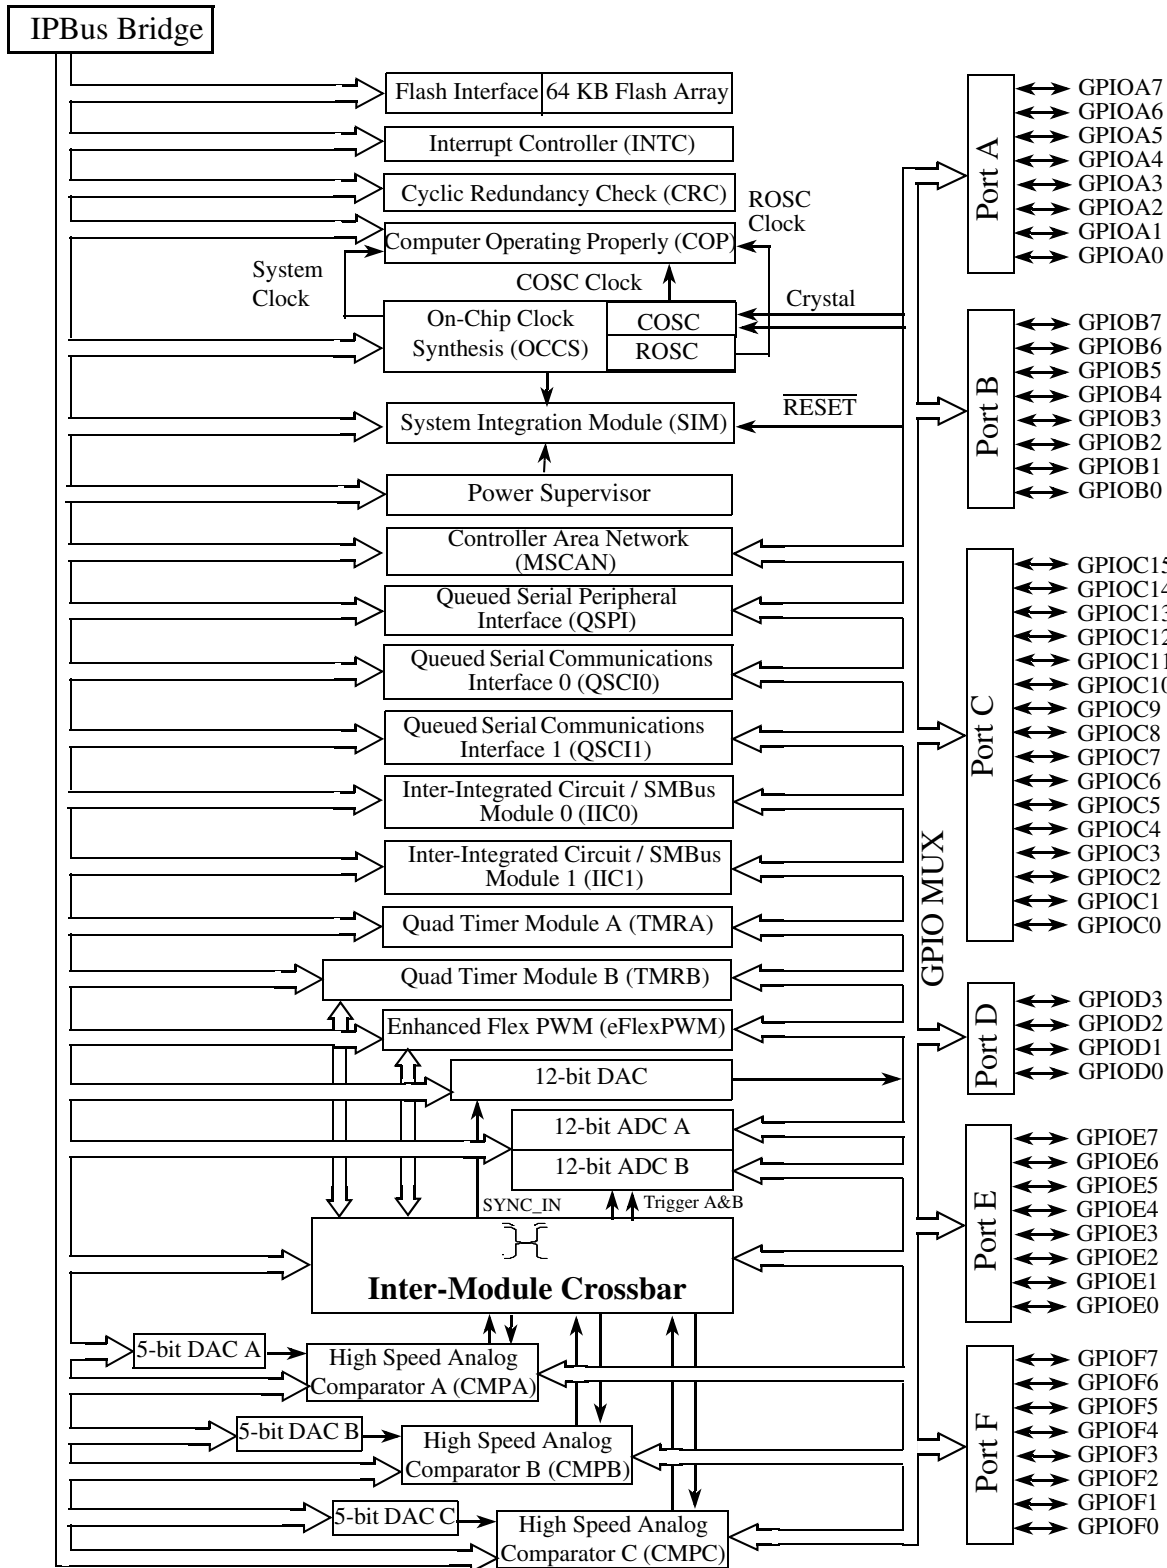 IPBus Bridge
Flash Interface 64 KB Flash Array
Interrupt Controller (INTC)
Cyclic Redundancy Check (CRC)
ROSC
Clock
Computer Operating Properly (COP)
System
Clock
COSC Clock
Crystal
On-Chip Clock
Synthesis (OCCS)
COSC
ROSC
System Integration Module (SIM)
RESET
Power Supervisor
Controller Area Network
(MSCAN)
Queued Serial Peripheral
Interface (QSPI)
Queued Serial Communications
Interface 0 (QSCI0)
Queued Serial Communications
Interface 1 (QSCI1)
Inter-Integrated Circuit / SMBus
Module 0 (IIC0)
Inter-Integrated Circuit / SMBus
Module 1 (IIC1)
Quad Timer Module A (TMRA)
Quad Timer Module B (TMRB)
Enhanced Flex PWM (eFlexPWM)
12-bit DAC
12-bit ADC A
12-bit ADC B
SYNC_IN
Trigger A&B
Inter-Module Crossbar
5-bit DAC A
High Speed Analog
Comparator A (CMPA)
5-bit DAC B
High Speed Analog
Comparator B (CMPB)
5-bit DAC C
High Speed Analog
Comparator C (CMPC)
GPIO MUX
Port A
GPIOA7
GPIOA6
GPIOA5
GPIOA4
GPIOA3
GPIOA2
GPIOA1
GPIOA0
Port B
GPIOB7
GPIOB6
GPIOB5
GPIOB4
GPIOB3
GPIOB2
GPIOB1
GPIOB0
Port C
GPIOC15
GPIOC14
GPIOC13
GPIOC12
GPIOC11
GPIOC10
GPIOC9
GPIOC8
GPIOC7
GPIOC6
GPIOC5
GPIOC4
GPIOC3
GPIOC2
GPIOC1
GPIOC0
Port D
GPIOD3
GPIOD2
GPIOD1
GPIOD0
Port E
GPIOE7
GPIOE6
GPIOE5
GPIOE4
GPIOE3
GPIOE2
GPIOE1
GPIOE0
Port F
GPIOF7
GPIOF6
GPIOF5
GPIOF4
GPIOF3
GPIOF2
GPIOF1
GPIOF0